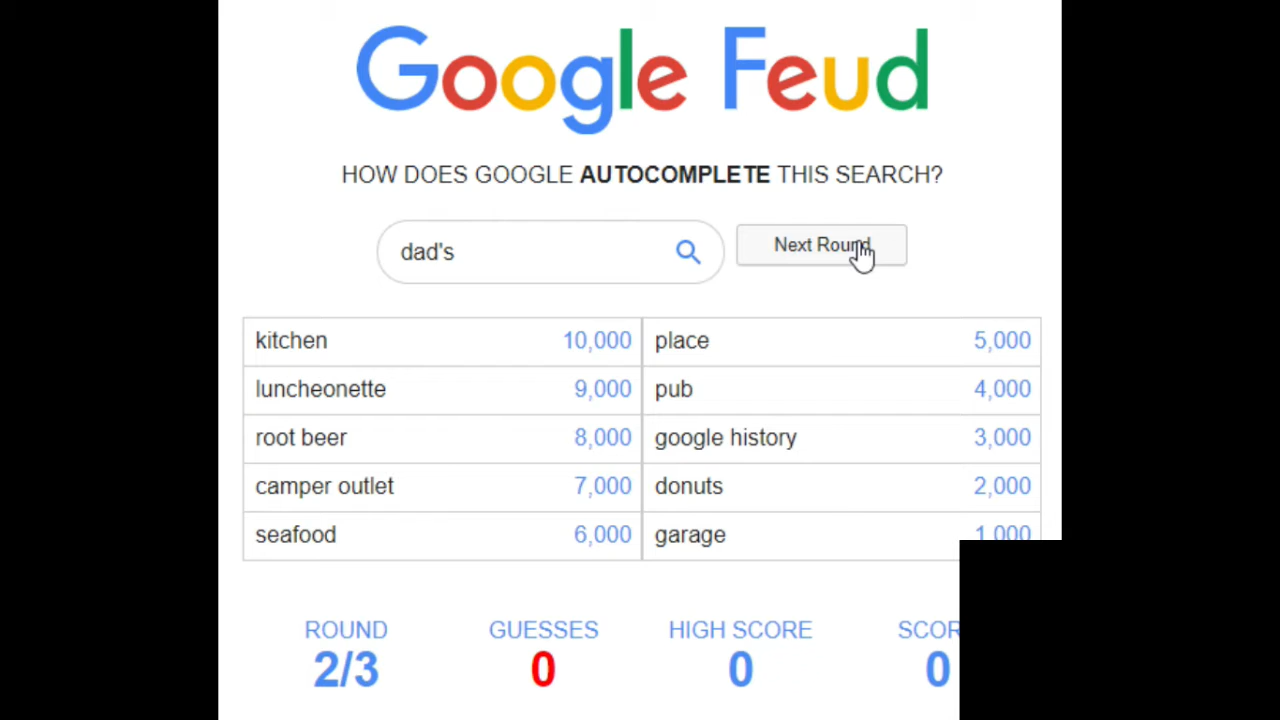 Google Feud
HOW DOES GOOGLE AUTOCOMPLETE THIS SEARCH?
dad's
Next Round
kitchen 10,000 place 5,000
luncheonette 9,000 pub 4,000
root beer 8,000 google history 3,000
camper outlet 7,000 donuts 2,000
seafood 6,000 garage 1,000
ROUND GUESSES HIGH SCORE SCOR
2/3 0 0 0